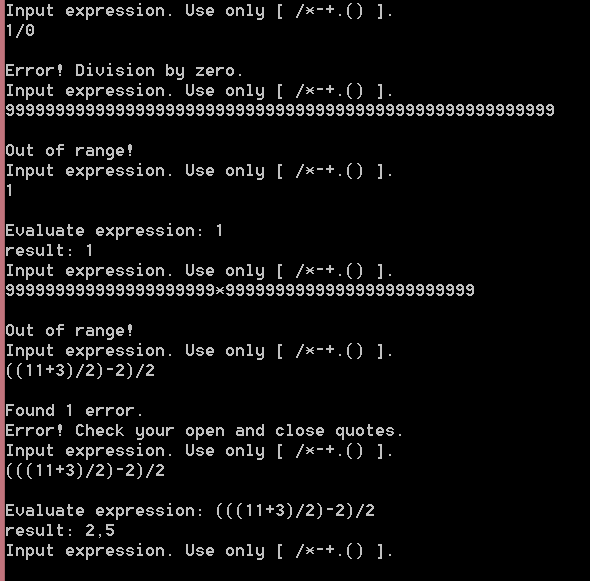 Input expression. Use only [ /*-+.() ].
1/0
Error! Division by zero.
Input expression. Use only [ /*-+.() ].
9999999999999999999999999999999999999999999999999999999
Out of range!
Input expression. Use only [ /*-+.() ].
1
Evaluate expression: 1
result: 1
Input expression. Use only [ /*-+.() ].
999999999999999999999*9999999999999999999999999
Out of range!
Input expression. Use only [ /*-+.() ].
((11+3)/2)-2)/2
Found 1 error.
Error! Check your open and close quotes.
Input expression. Use only [ /*-+.() ].
(((11+3)/2)-2)/2
Evaluate expression: (((11+3)/2)-2)/2
result: 2,5
Input expression. Use only [ /*-+.() ].